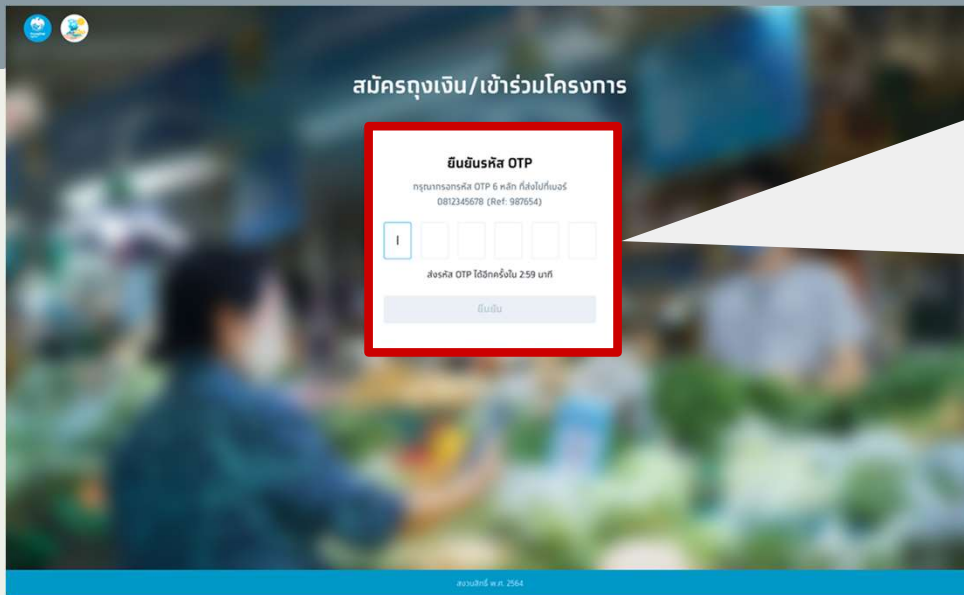 สมัครถุงเงิน/เข้าร่วมโครงการ
ยืนยันรหัส OTP
กรุณากรอกรหัส OTP 6 หลัก ที่ส่งไปที่เบอร์
0812345678 (Ref: 987654)
ส่งรหัส OTP ได้อีกครั้งใน 2:59 นาที
ยืนยัน
สงวนสิทธิ์ พ.ศ. 2564